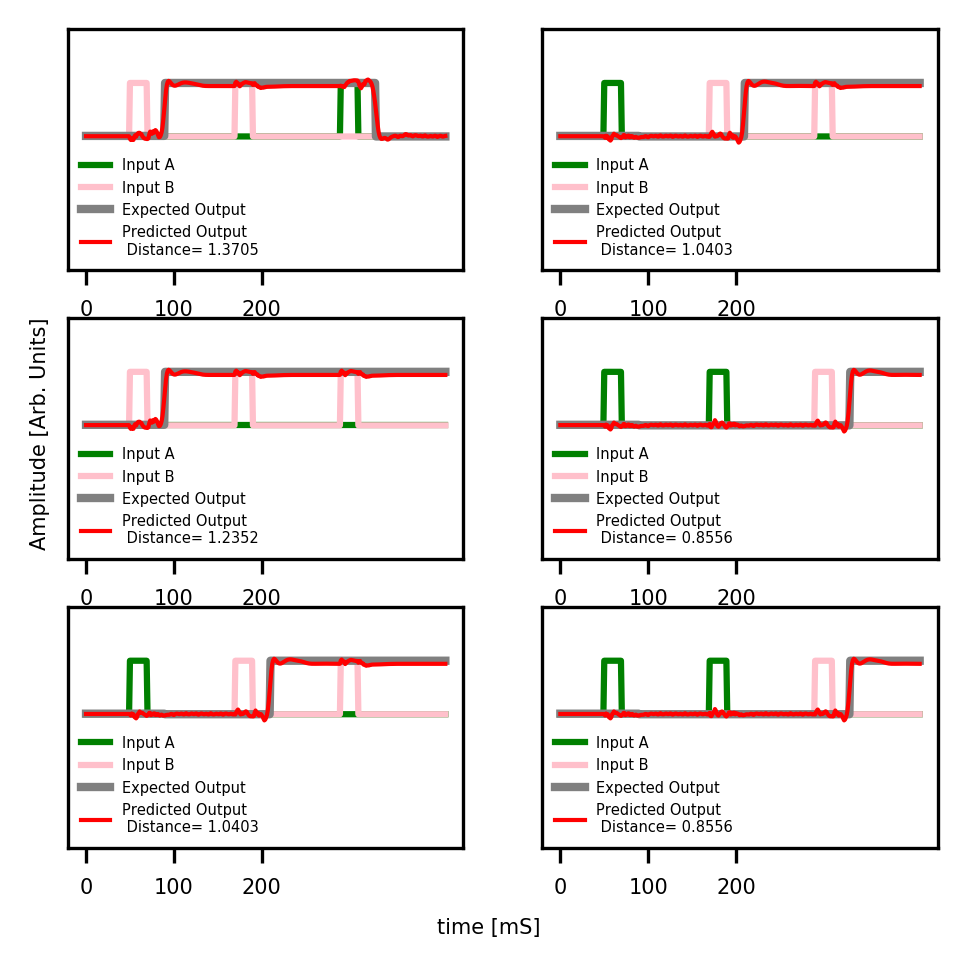 Input A
Input B
Expected Output
Predicted Output
Distance= 1.3705
0 100 200
Input A
Input B
Expected Output
Predicted Output
Distance= 1.0403
0 100 200
Amplitude [Arb. Units]
Input A
Input B
Expected Output
Predicted Output
Distance= 1.2352
0 100 200
Input A
Input B
Expected Output
Predicted Output
Distance= 0.8556
0 100 200
Input A
Input B
Expected Output
Predicted Output
Distance= 1.0403
0 100 200
Input A
Input B
Expected Output
Predicted Output
Distance= 0.8556
0 100 200
time [mS]